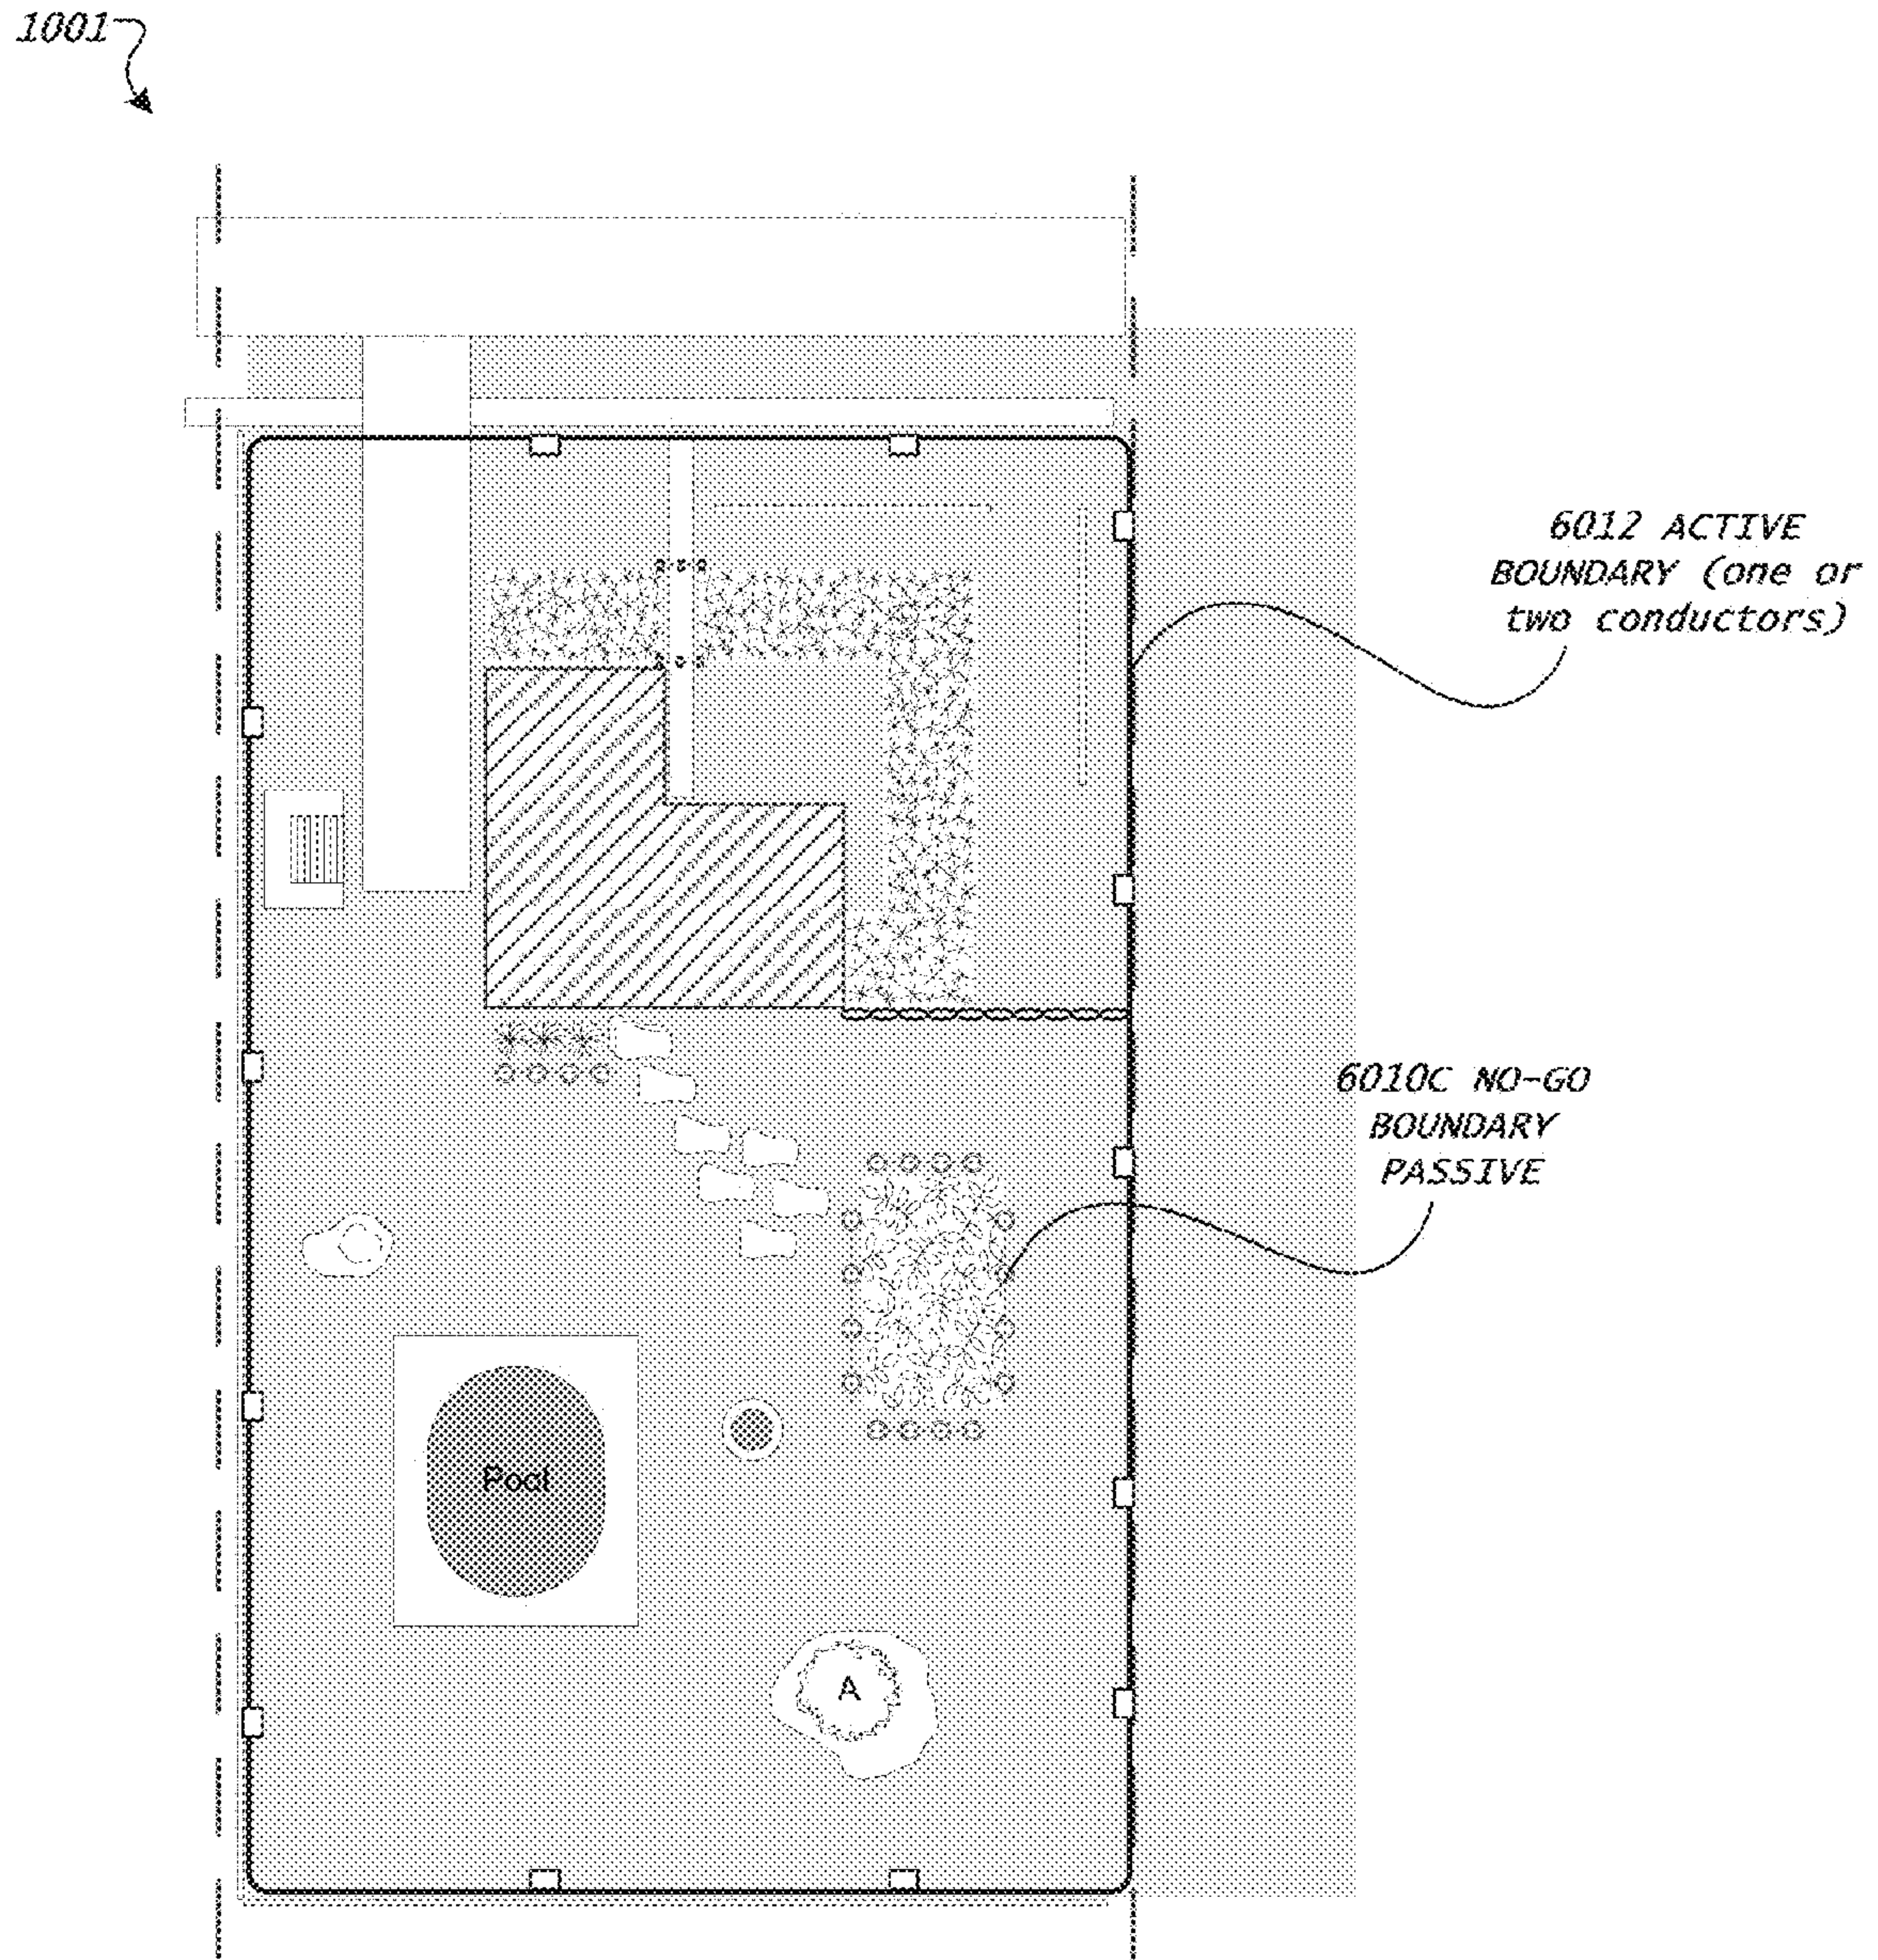 1001
6012 ACTIVE
BOUNDARY (one or
two conductors)
6010C NO-GO
BOUNDARY
PASSIVE
Pool
A